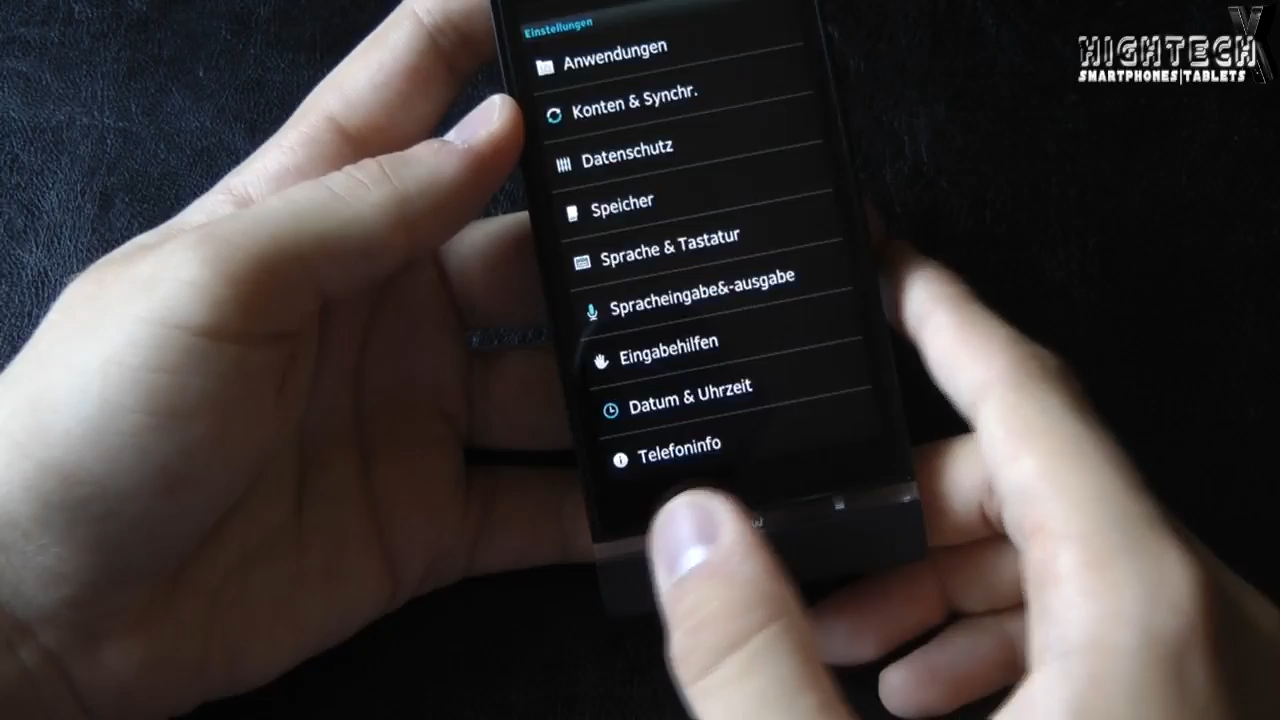 Einstellungen
Anwendungen
Konten & Synchr.
Datenschutz
Speicher
Sprache & Tastatur
Spracheingabe&-ausgabe
Eingabehilfen
Datum & Uhrzeit
Telefoninfo
HIGHTECH X
SMARTPHONES|TABLETS